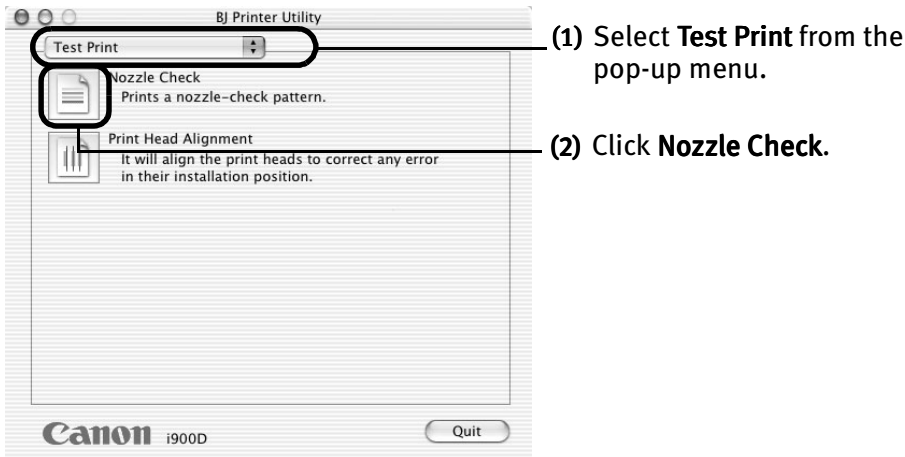 BJ Printer Utility
Test Print
Nozzle Check
Prints a nozzle-check pattern.
Print Head Alignment
It will align the print heads to correct any error
in their installation position.
Canon i900D
Quit
(1) Select Test Print from the
pop-up menu.
(2) Click Nozzle Check.